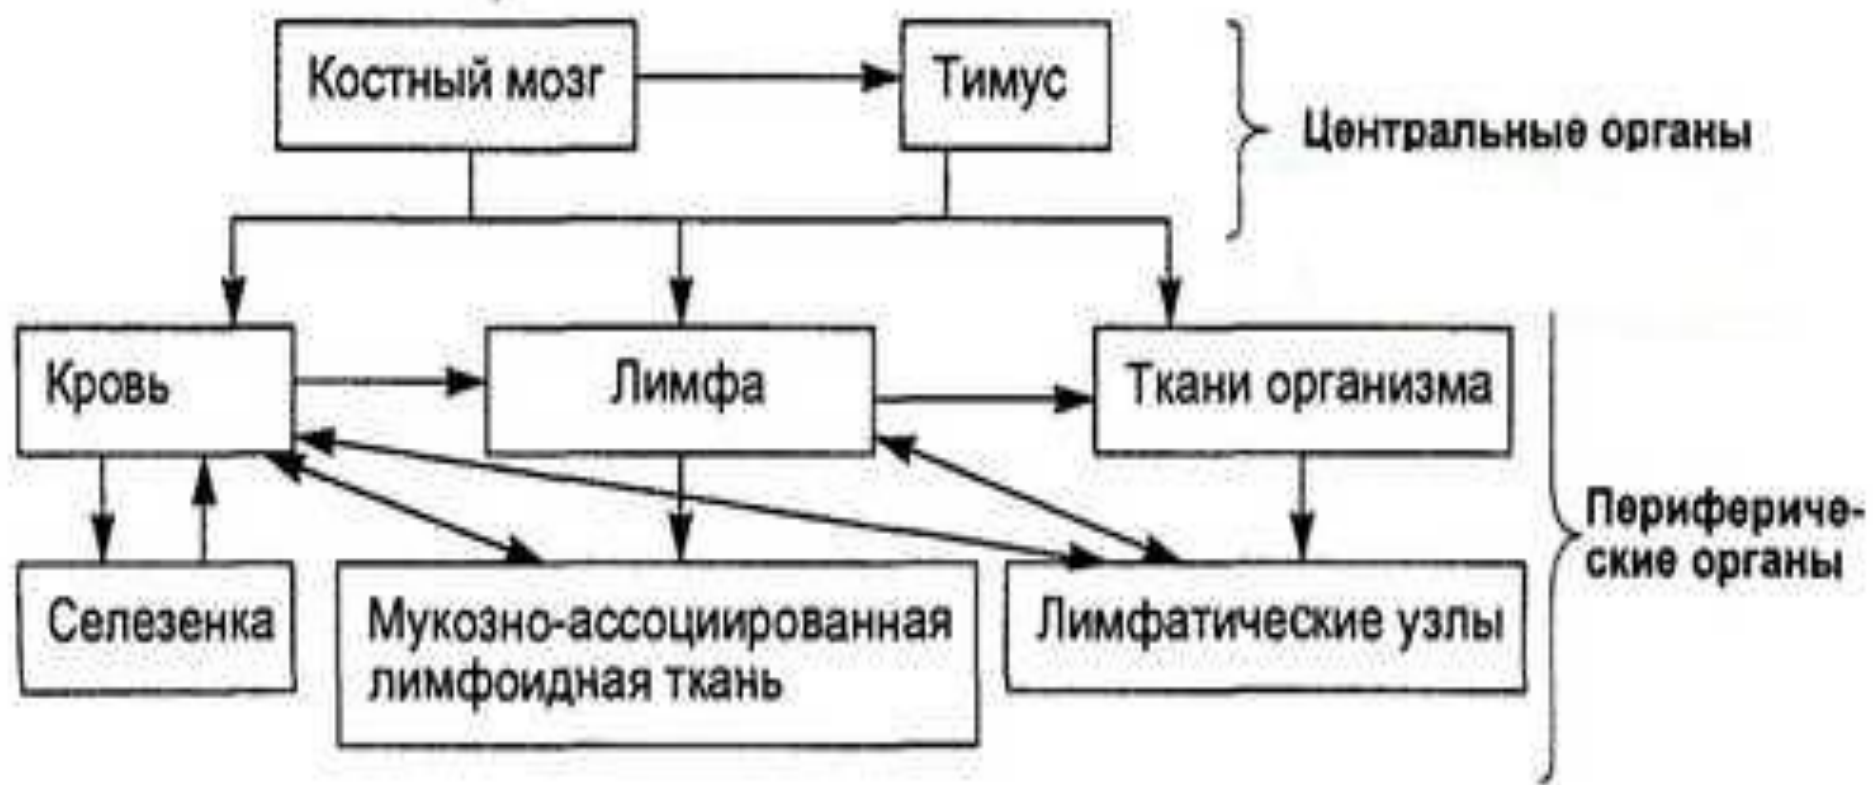 Костный мозг
Тимус
Центральные органы
Кровь
Лимфа
Ткани организма
Перифериче-
ские органы
Селезенка
Мукозно-ассоциированная
лимфоидная ткань
Лимфатические узлы